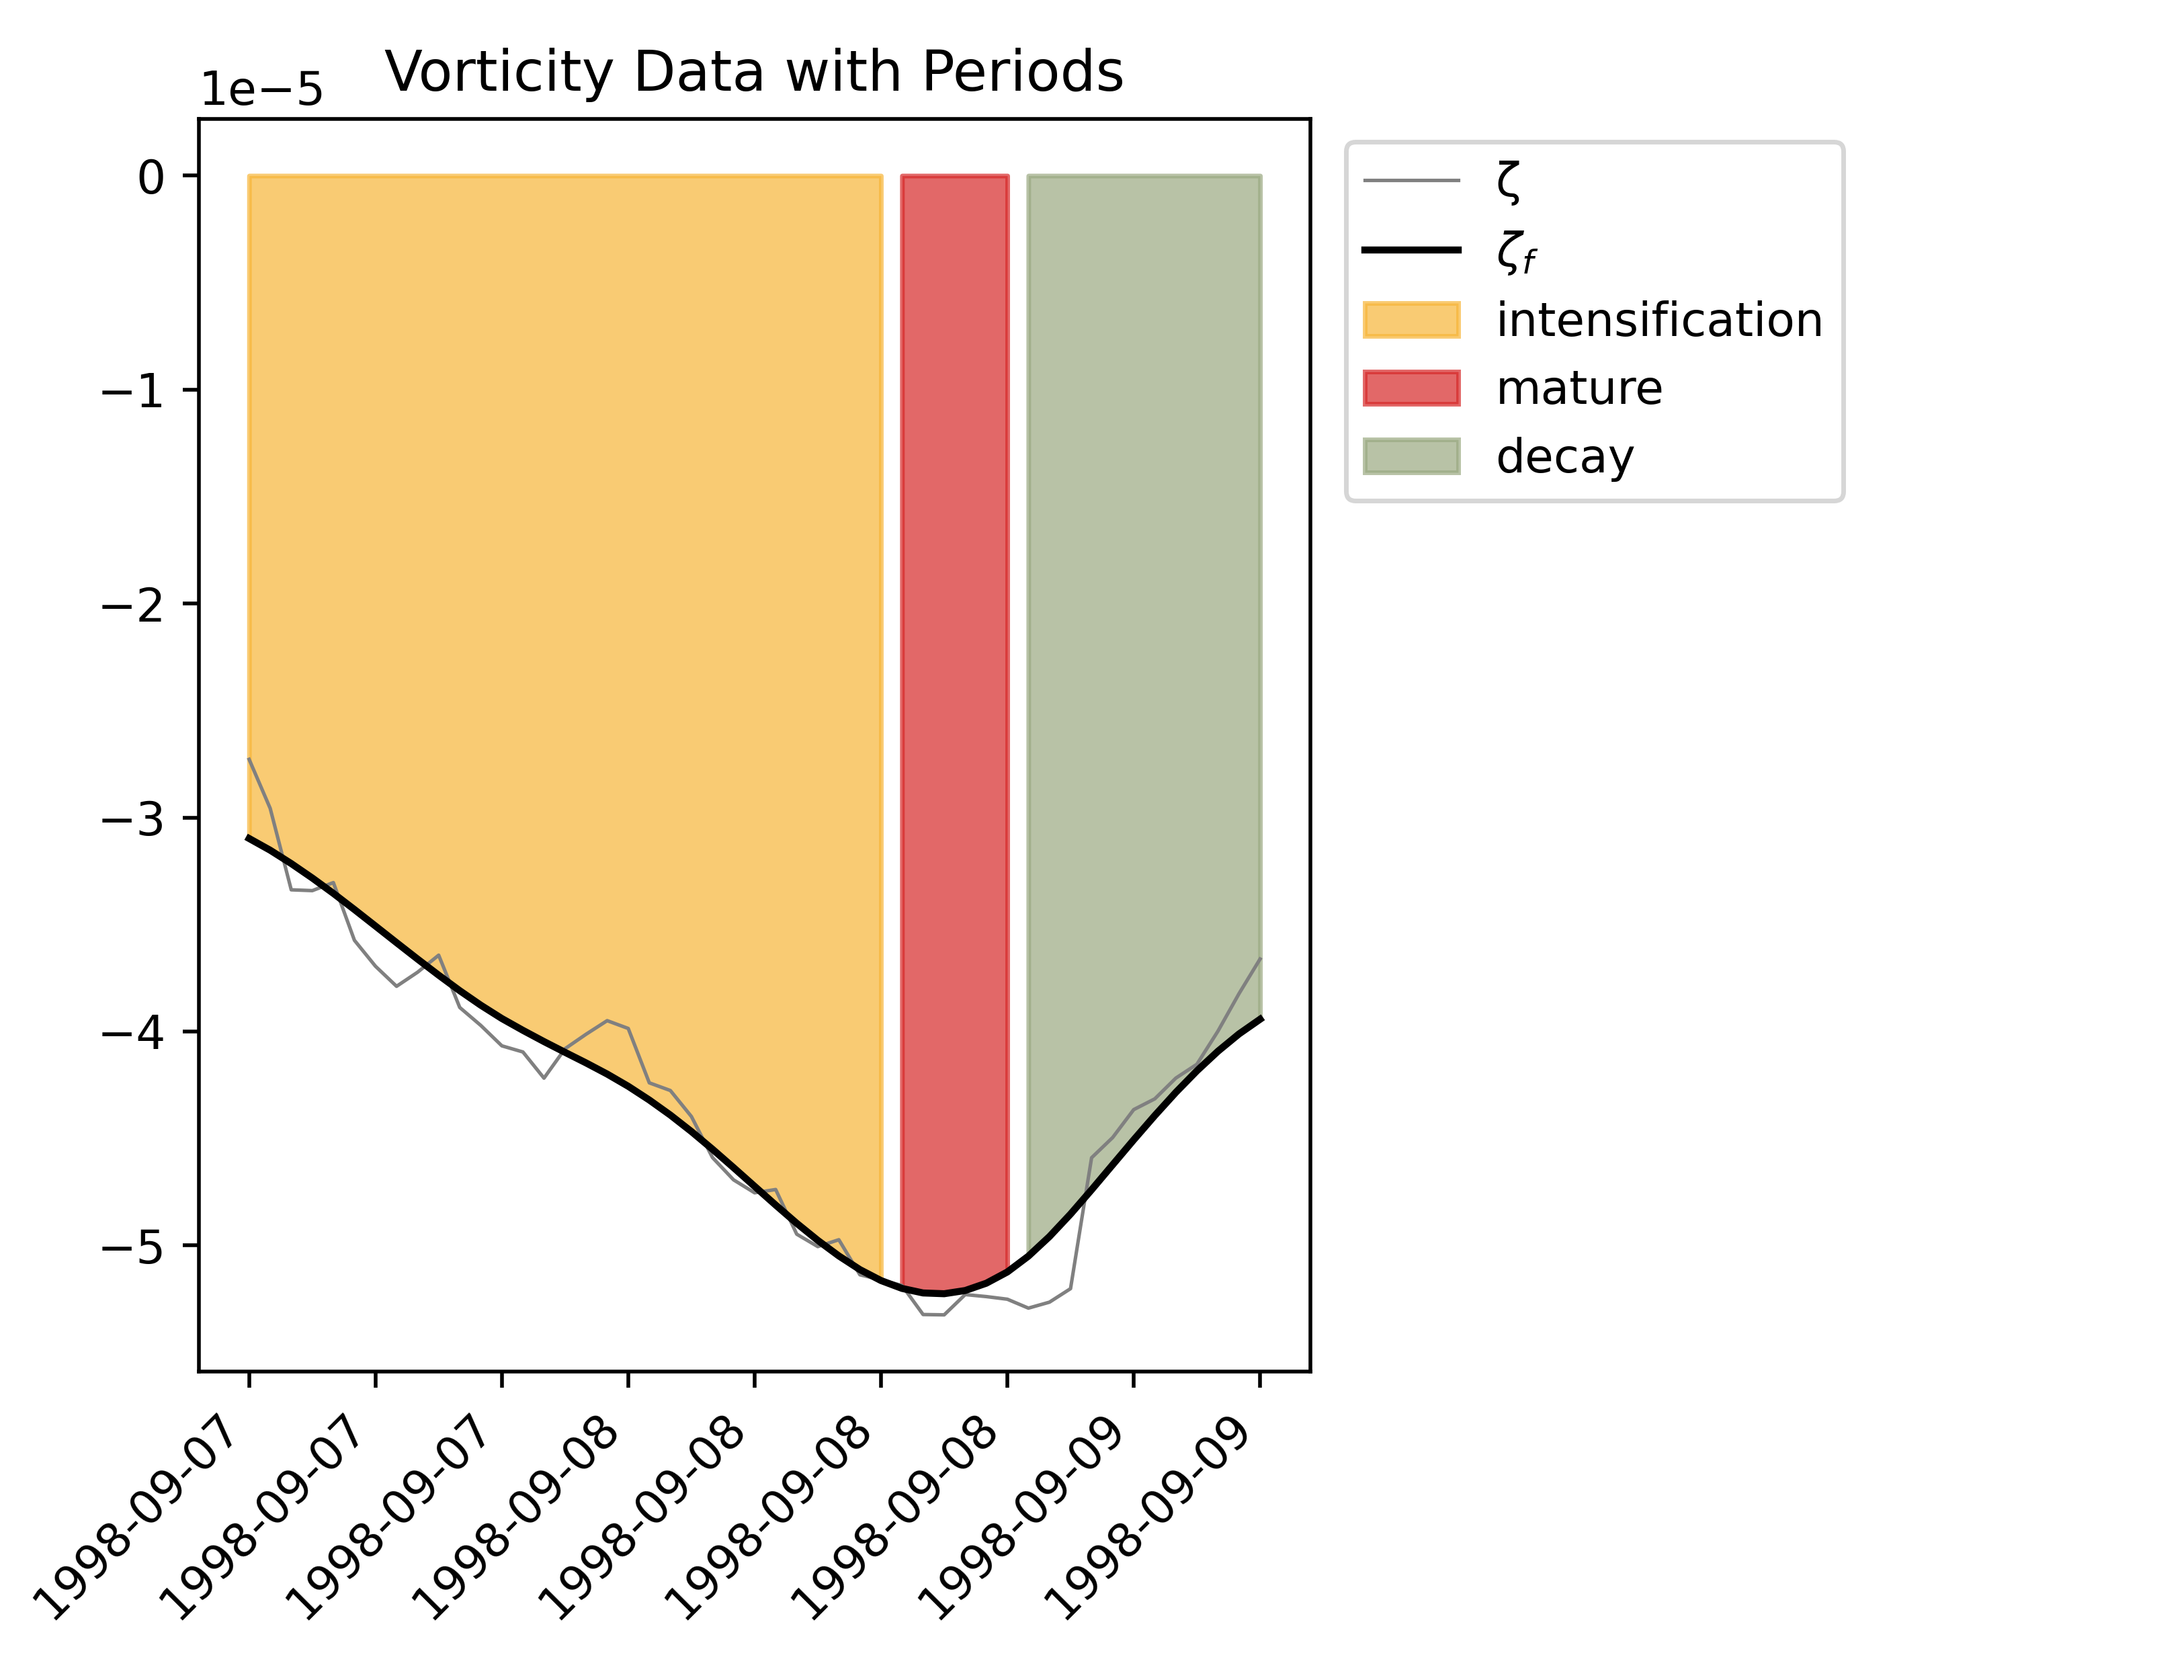 Vorticity Data with Periods
1e−5
0
−1
−2
−3
−4
−5
1998-09-07
1998-09-07
1998-09-07
1998-09-08
1998-09-08
1998-09-08
1998-09-08
1998-09-09
1998-09-09
ζ
ζf
intensification
mature
decay